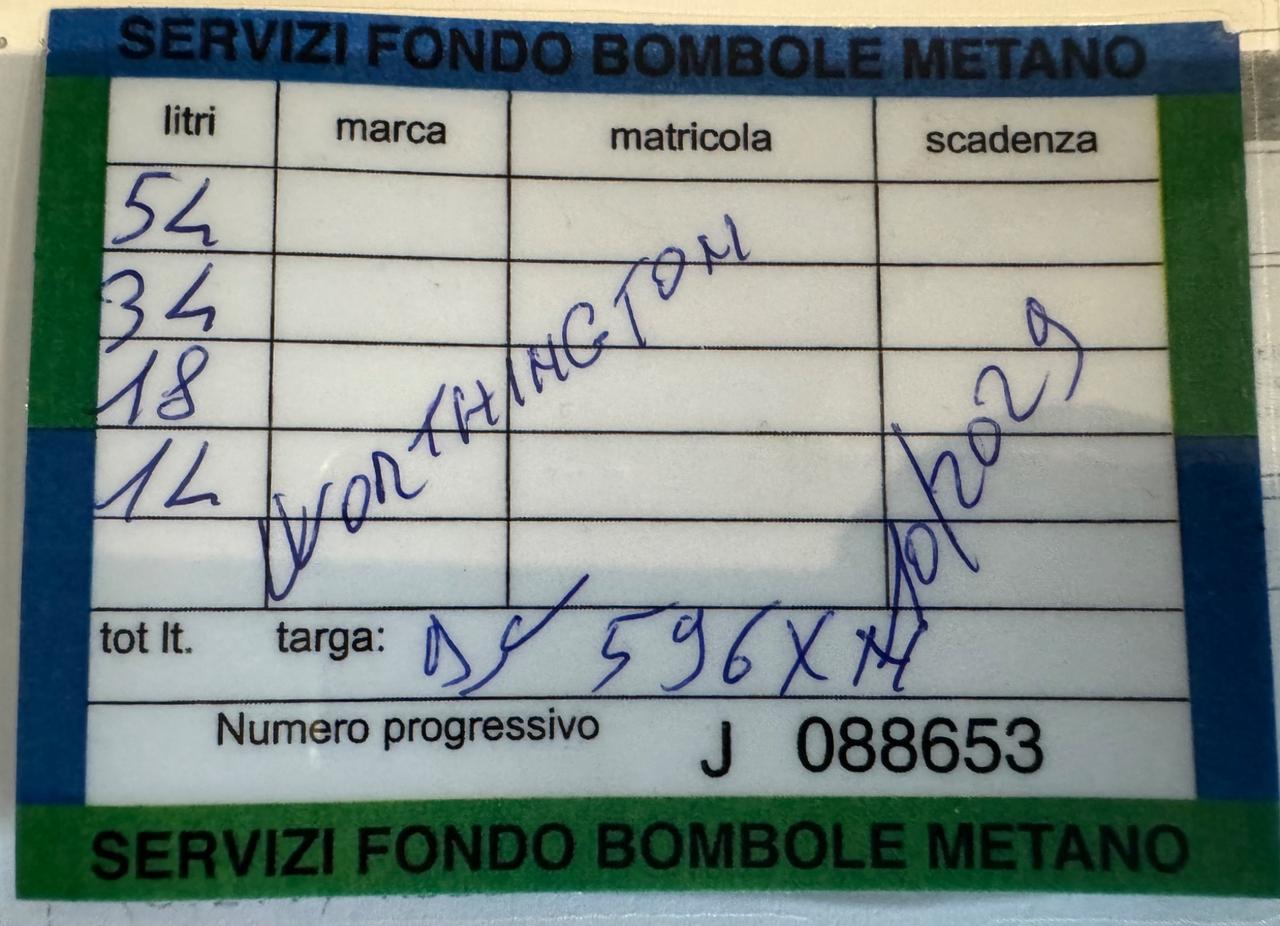 SERVIZI FONDO BOMBOLE METANO
litri marca matricola scadenza
54
34
18
14
WORTHINGTON
10/2029
tot lt. targa: 596XN
Numero progressivo J 088653
SERVIZI FONDO BOMBOLE METANO